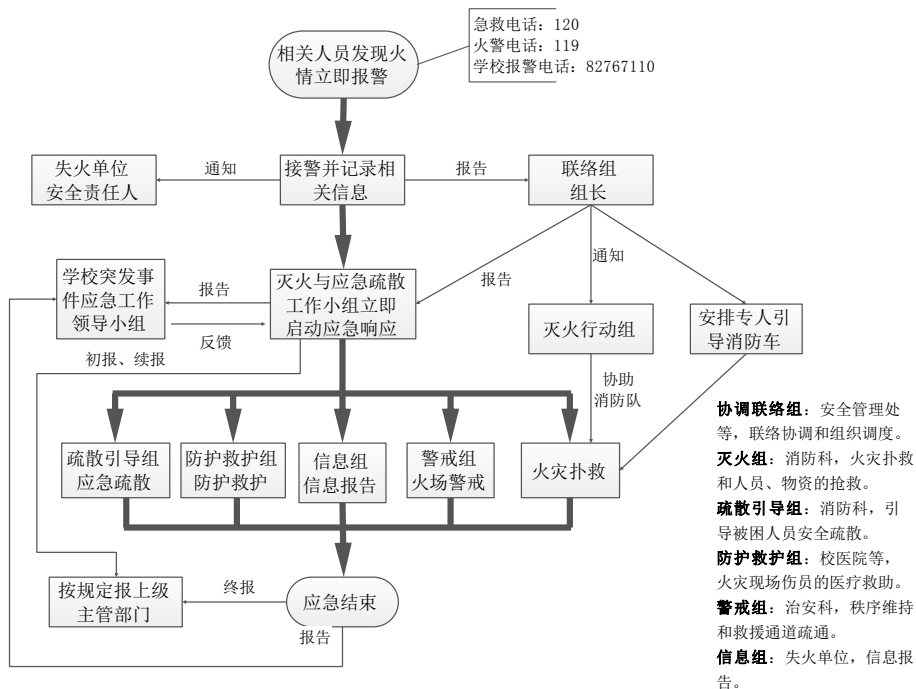 急救电话：120
火警电话：119
学校报警电话：82767110
相关人员发现火
情立即报警
失火单位
安全责任人
通知
接警并记录相
关信息
报告
联络组
组长
学校突发事
件应急工作
领导小组
报告
反馈
灭火与应急疏散
工作小组立即
启动应急响应
报告
通知
灭火行动组
安排专人引
导消防车
初报、续报
协助
消防队
疏散引导组
应急疏散
防护救护组
防护救护
信息组
信息报告
警戒组
火场警戒
火灾扑救
按规定报上级
主管部门
终报
应急结束
报告
协调联络组：安全管理处
等，联络协调和组织调度。
灭火组：消防科，火灾扑救
和人员、物资的抢救。
疏散引导组：消防科，引
导被困人员安全疏散。
防护救护组：校医院等，
火灾现场伤员的医疗救助。
警戒组：治安科，秩序维持
和救援通道疏通。
信息组：失火单位，信息报
告。